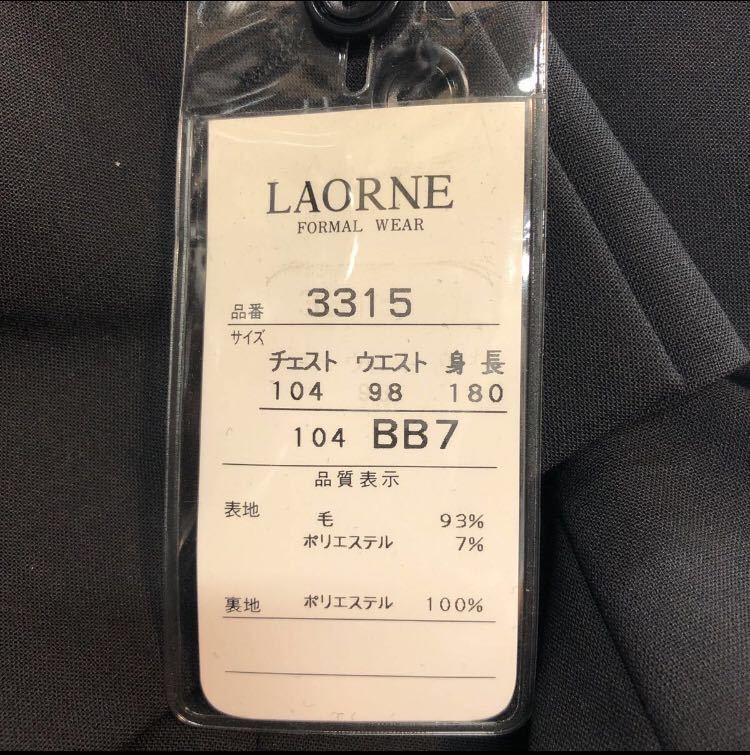 LAORNE
FORMAL WEAR
品番 3315
サイズ
チェスト ウエスト 身長
104 98 180
104 BB7
品質表示
表地 毛 93%
ポリエステル 7%
裏地 ポリエステル 100%